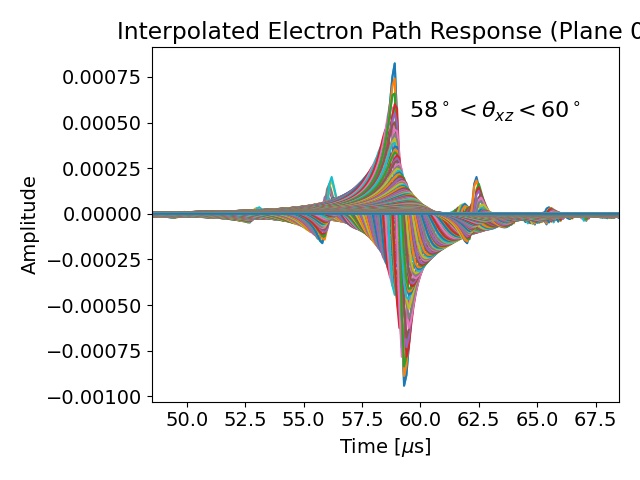 Interpolated Electron Path Response (Plane 0
58° < θxz < 60°
0.00075
0.00050
0.00025
0.00000
−0.00025
−0.00050
−0.00075
−0.00100
Amplitude
50.0 52.5 55.0 57.5 60.0 62.5 65.0 67.5
Time [μs]